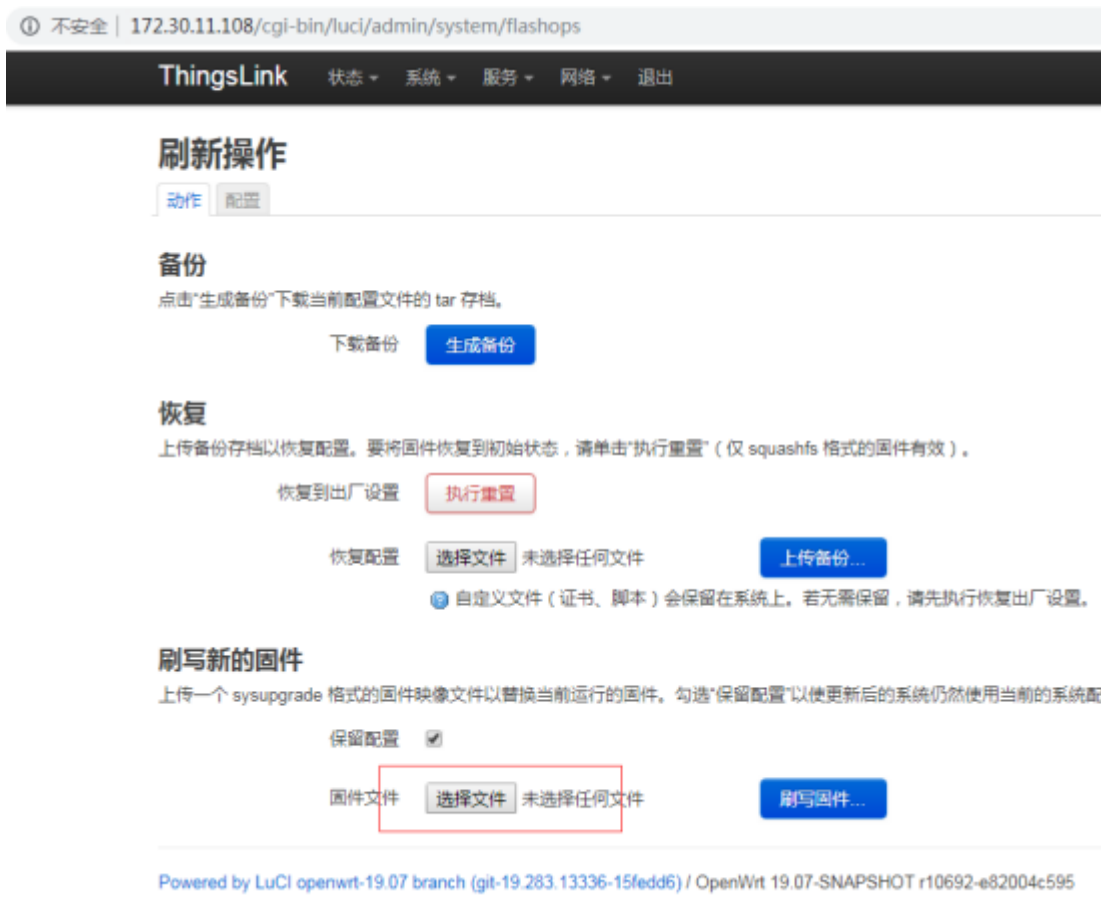 不安全 | 172.30.11.108/cgi-bin/luci/admin/system/flashops
ThingsLink 状态 系统 服务 网络 退出
刷新操作
动作 配置
备份
点击“生成备份”下载当前配置文件的 tar 存档。
下载备份 生成备份
恢复
上传备份存档以恢复配置。要将固件恢复到初始状态，请单击“执行重置”（仅 squashfs 格式的固件有效）。
恢复到出厂设置 执行重置
恢复配置 选择文件 未选择任何文件 上传备份...
自定义文件（证书、脚本）会保留在系统上。若无需保留，请先执行恢复出厂设置。
刷写新的固件
上传一个 sysupgrade 格式的固件映像文件以替换当前运行的固件。勾选“保留配置”以使更新后的系统仍然使用当前的系统配
保留配置
固件文件 选择文件 未选择任何文件 刷写固件...
Powered by LuCI openwrt-19.07 branch (git-19.283.13336-15fedd6) / OpenWrt 19.07-SNAPSHOT r10692-e82004c595